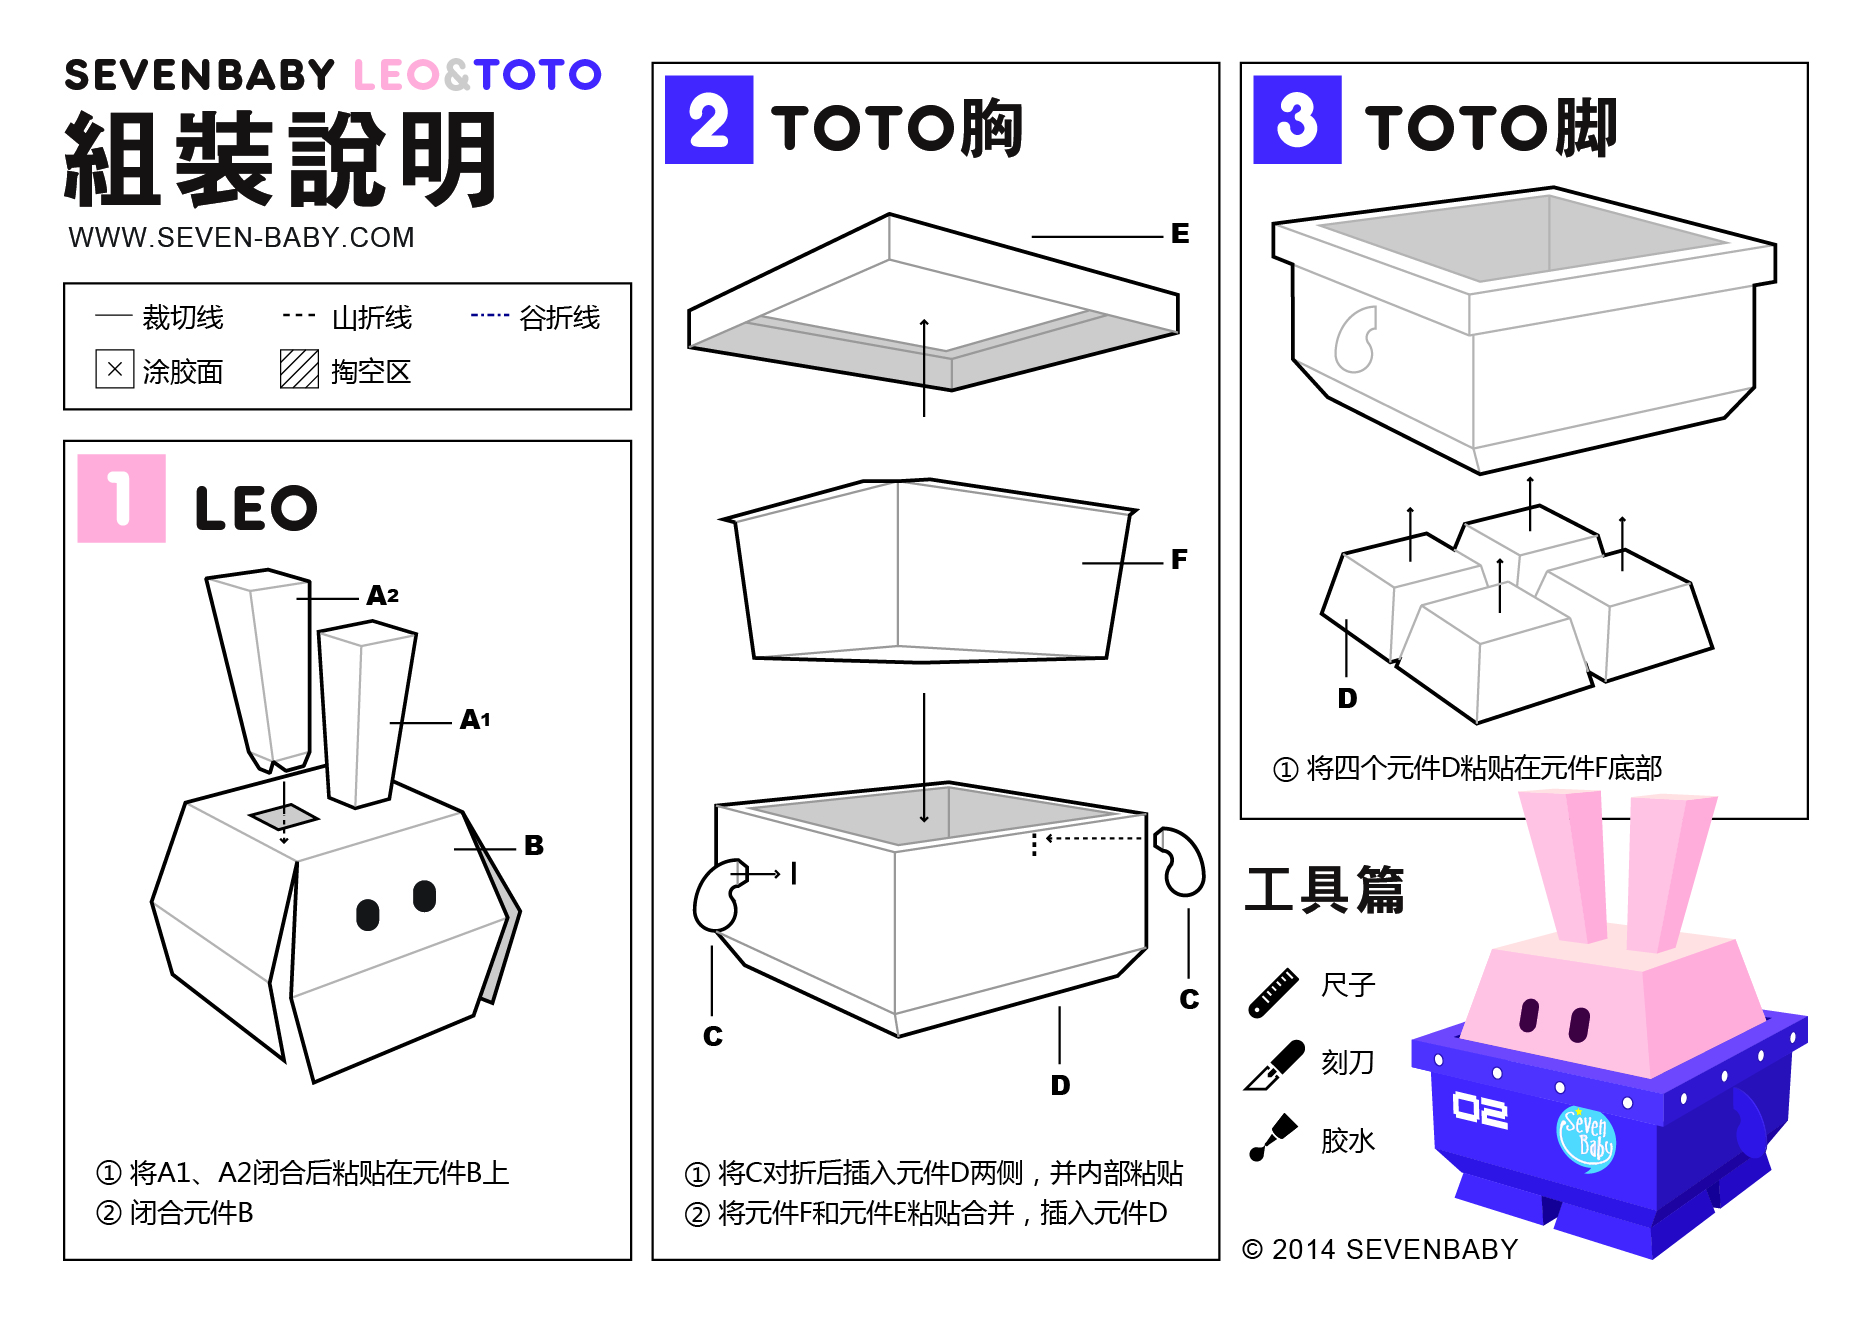 SEVENBABY LEO&TOTO
組裝說明
WWW.SEVEN-BABY.COM
裁切线
山折线
谷折线
涂胶面
掏空区
1 LEO
A2
A1
B
① 将A1、A2闭合后粘贴在元件B上
② 闭合元件B
2 TOTO胸
E
F
C
C
D
① 将C对折后插入元件D两侧，并内部粘贴
② 将元件F和元件E粘贴合并，插入元件D
3 TOTO脚
D
① 将四个元件D粘贴在元件F底部
工具篇
尺子
刻刀
胶水
02
Seven
Baby
© 2014 SEVENBABY